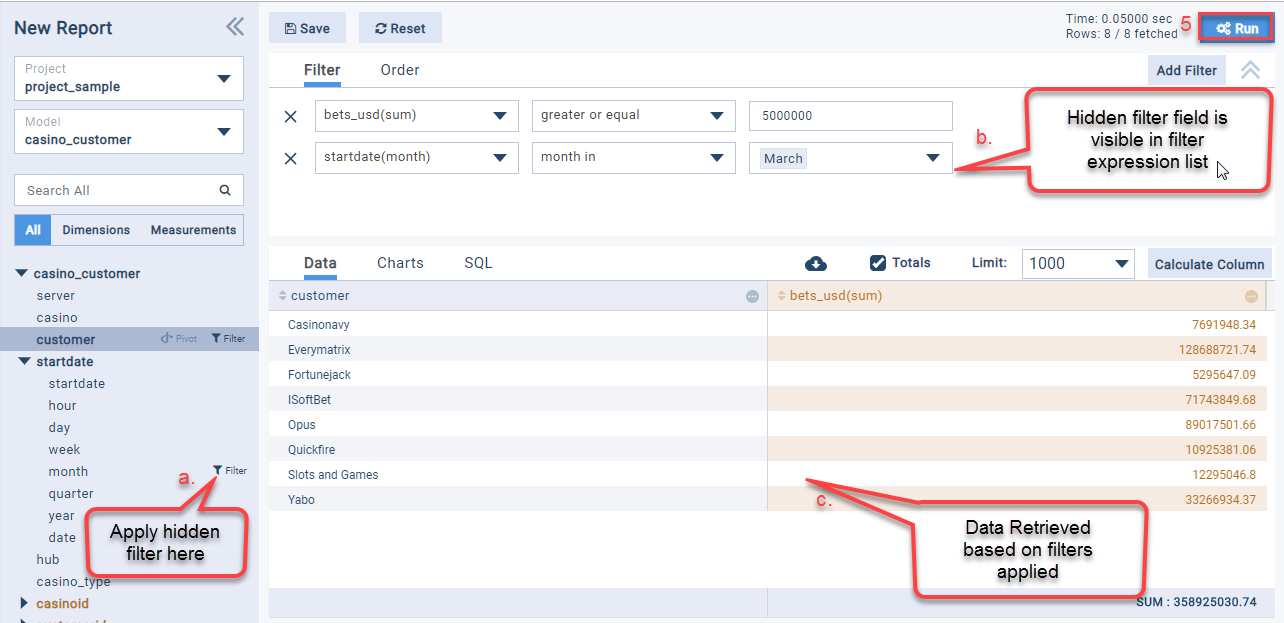 New Report
Project
project_sample
Model
casino_customer
Search All
All Dimensions Measurements
casino_customer
server
casino
customer Pivot Filter
startdate
startdate
hour
day
week
month Filter
quarter
year
date
hub
casino_type
casinoid
a.
Apply hidden
filter here
Save Reset
Time: 0.05000 sec
Rows: 8 / 8 fetched
5
Run
Filter Order
Add Filter
bets_usd(sum) greater or equal 5000000
startdate(month) month in March
b.
Hidden filter field is
visible in filter
expression list
Data Charts SQL
Totals Limit: 1000 Calculate Column
customer bets_usd(sum)
Casinonavy 7691948.34
Everymatrix 128688721.74
Fortunejack 5295647.09
ISoftBet 71743849.68
Opus 89017501.66
Quickfire 10925381.06
Slots and Games 12295046.8
Yabo 33266934.37
c.
Data Retrieved
based on filters
applied
SUM : 358925030.74